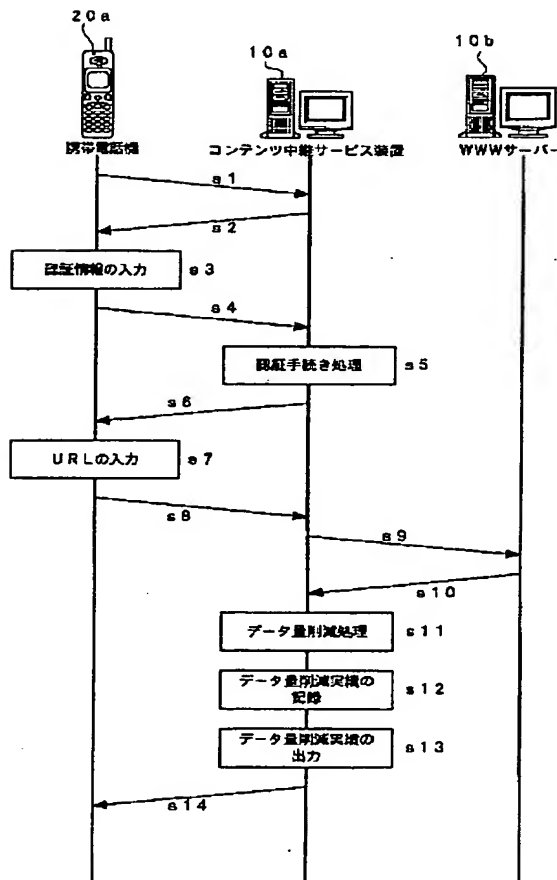 20a
10a
10b
携帯電話機
コンテンツ中継サービス装置
WWWサーバー
s1
s2
認証情報の入力
s3
s4
認証手続き処理
s5
s6
URLの入力
s7
s8
s9
s10
データ量削減処理
s11
データ量削減実績の
記録
s12
データ量削減実績の
出力
s13
s14